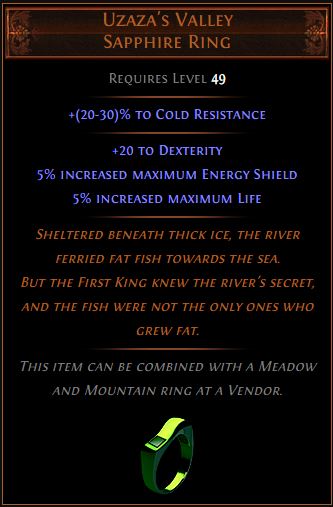 Uzaza's Valley
Sapphire Ring
Requires Level 49
+(20-30)% to Cold Resistance
+20 to Dexterity
5% increased maximum Energy Shield
5% increased maximum Life
Sheltered beneath thick ice, the river
ferried fat fish towards the sea.
But the First King knew the river's secret,
and the fish were not the only ones who
grew fat.
This item can be combined with a Meadow
and Mountain ring at a Vendor.